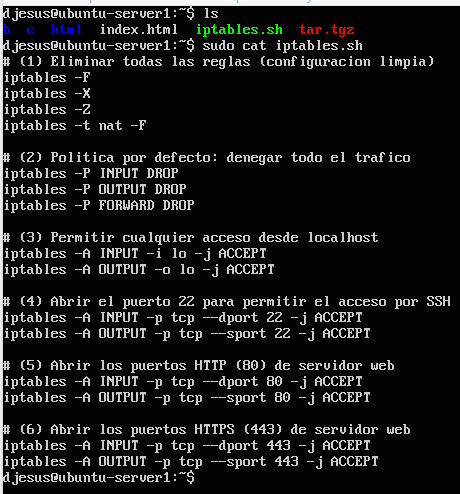 djesus@ubuntu-server1:~$ ls
b c html index.html iptables.sh tar.tgz
djesus@ubuntu-server1:~$ sudo cat iptables.sh
# (1) Eliminar todas las reglas (configuracion limpia)
iptables -F
iptables -X
iptables -Z
iptables -t nat -F

# (2) Politica por defecto: denegar todo el trafico
iptables -P INPUT DROP
iptables -P OUTPUT DROP
iptables -P FORWARD DROP

# (3) Permitir cualquier acceso desde localhost
iptables -A INPUT -i lo -j ACCEPT
iptables -A OUTPUT -o lo -j ACCEPT

# (4) Abrir el puerto 22 para permitir el acceso por SSH
iptables -A INPUT -p tcp --dport 22 -j ACCEPT
iptables -A OUTPUT -p tcp --sport 22 -j ACCEPT

# (5) Abrir los puertos HTTP (80) de servidor web
iptables -A INPUT -p tcp --dport 80 -j ACCEPT
iptables -A OUTPUT -p tcp --sport 80 -j ACCEPT

# (6) Abrir los puertos HTTPS (443) de servidor web
iptables -A INPUT -p tcp --dport 443 -j ACCEPT
iptables -A OUTPUT -p tcp --sport 443 -j ACCEPT
djesus@ubuntu-server1:~$